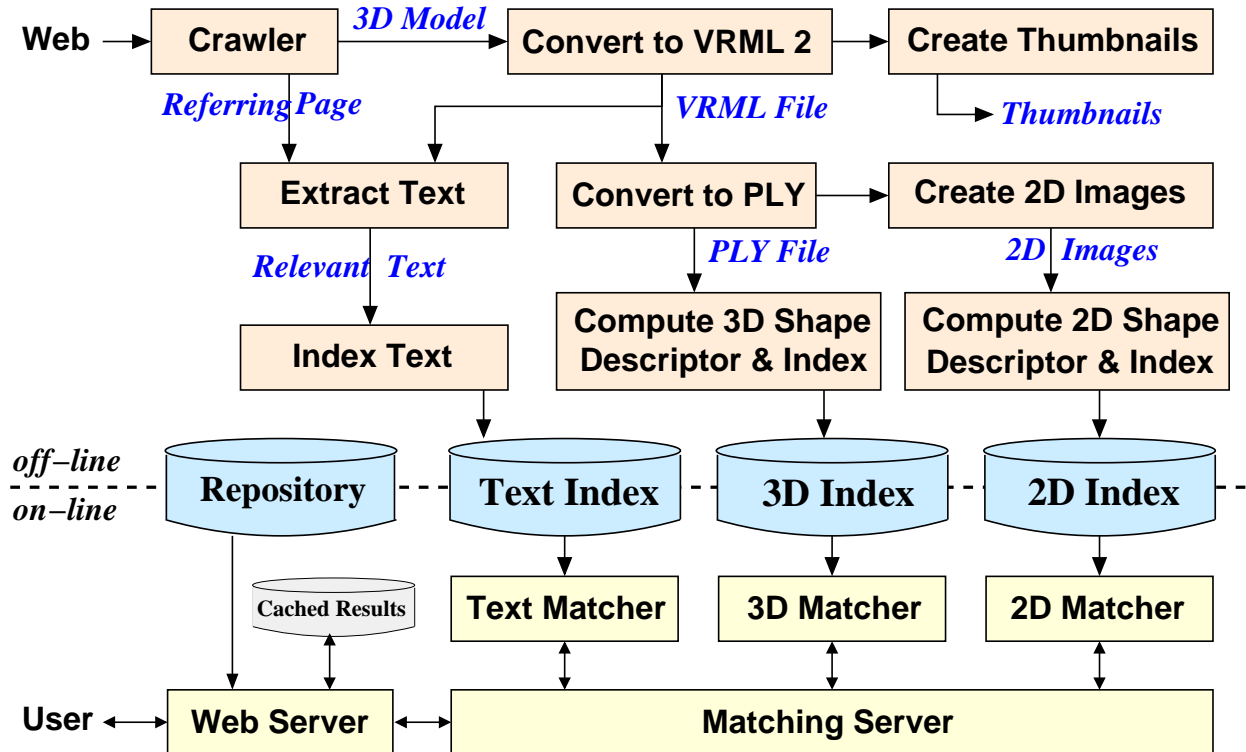 Web
Crawler
3D Model
Convert to VRML 2
Create Thumbnails
Referring Page
VRML File
Thumbnails
Extract Text
Convert to PLY
Create 2D Images
Relevant Text
PLY File
2D Images
Index Text
Compute 3D Shape
Descriptor & Index
Compute 2D Shape
Descriptor & Index
off–line
on–line
Repository
Text Index
3D Index
2D Index
Cached Results
Text Matcher
3D Matcher
2D Matcher
User
Web Server
Matching Server